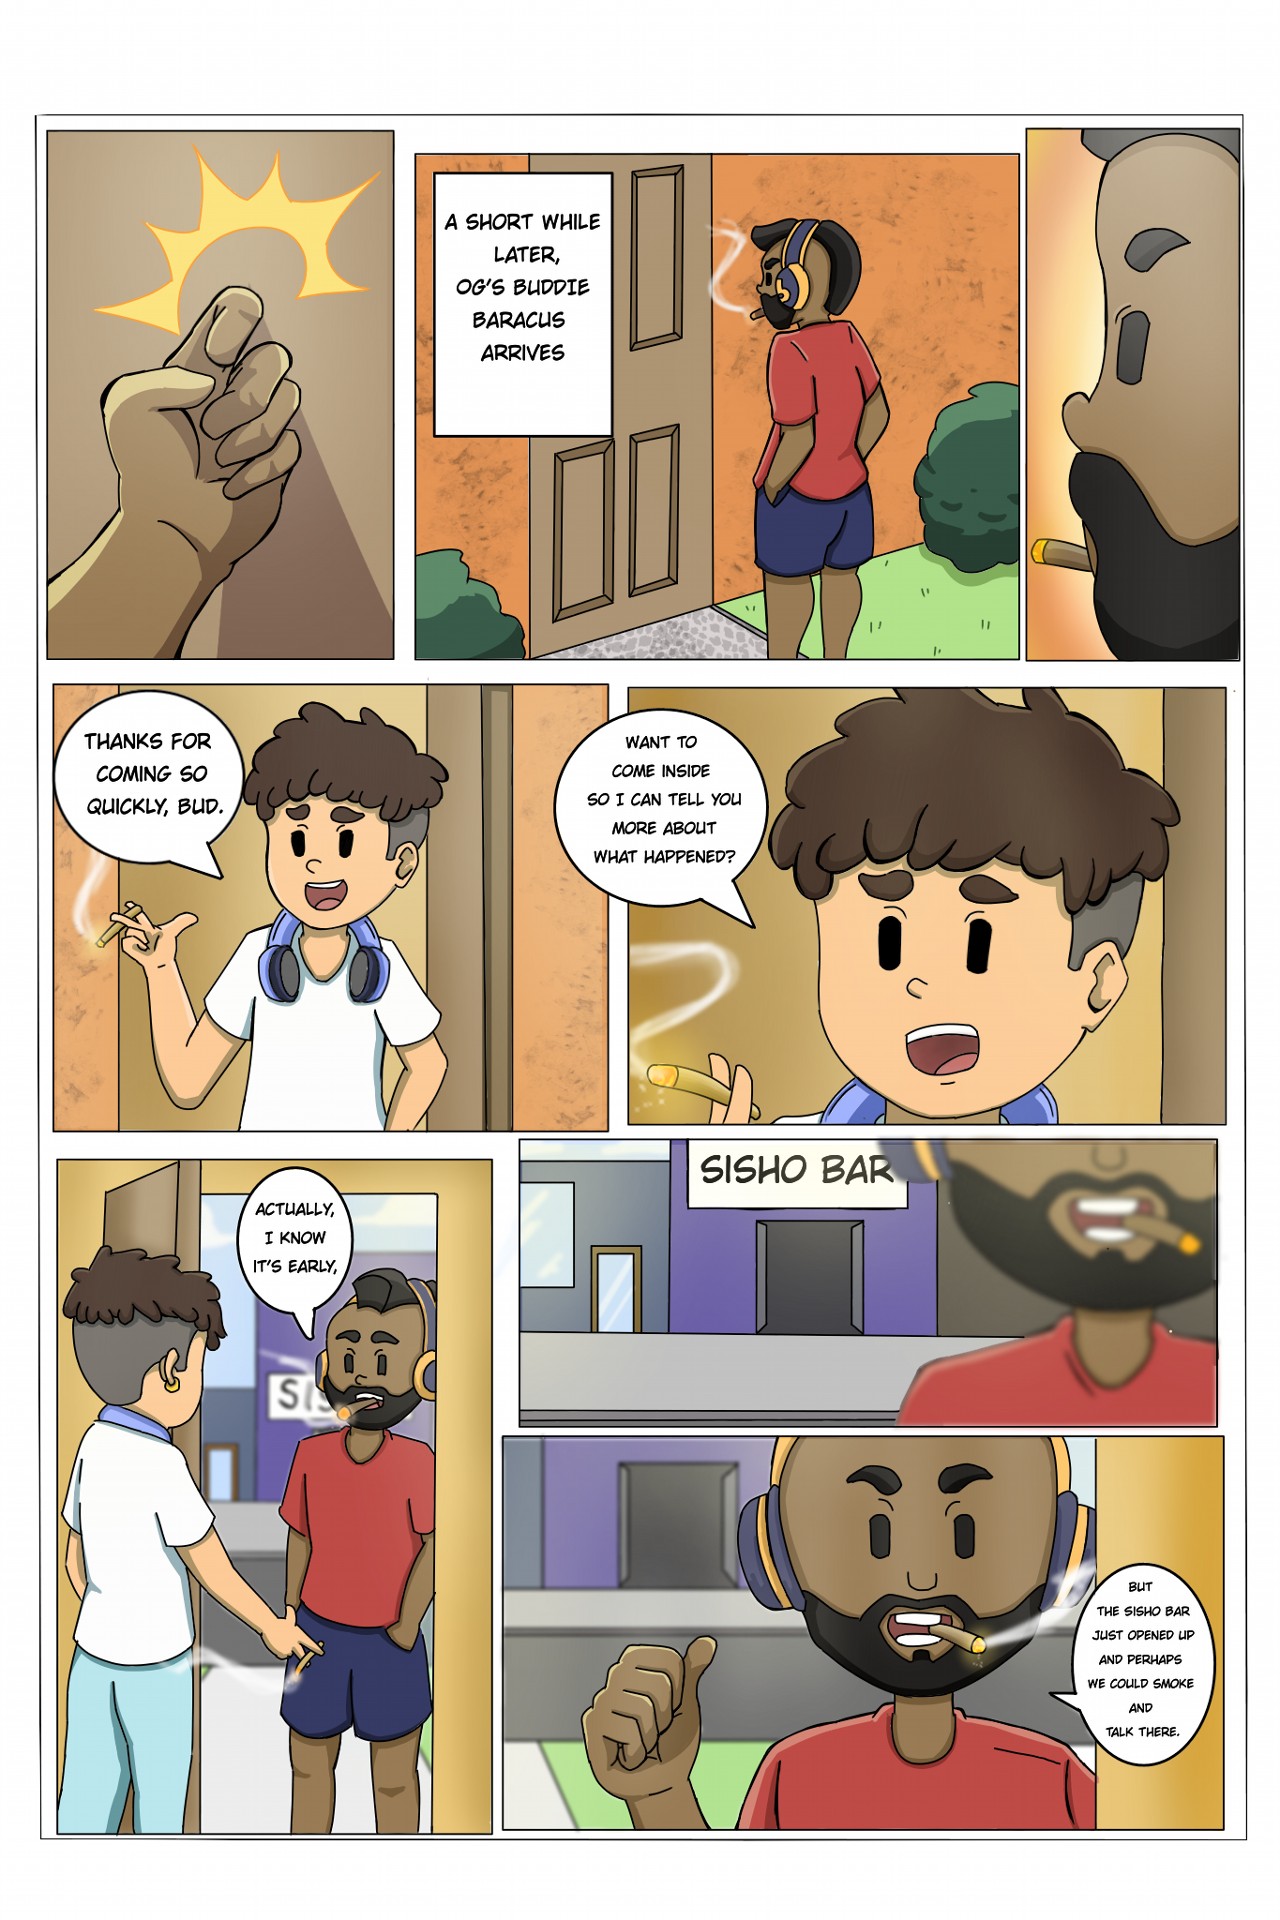 A SHORT WHILE
LATER,
OG'S BUDDIE
BARACUS
ARRIVES
THANKS FOR
COMING SO
QUICKLY, BUD.
WANT TO
COME INSIDE
SO I CAN TELL YOU
MORE ABOUT
WHAT HAPPENED?
ACTUALLY,
I KNOW
IT'S EARLY,
SIS
SISHO BAR
BUT
THE SISHO BAR
JUST OPENED UP
AND PERHAPS
WE COULD SMOKE
AND
TALK THERE.